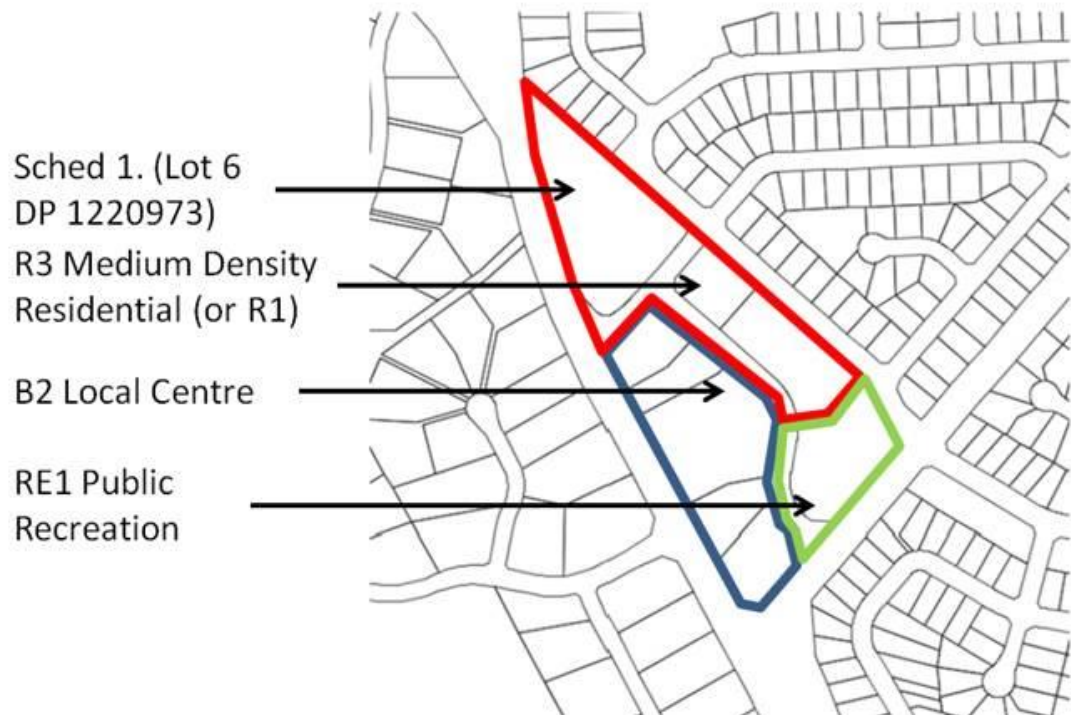 Sched 1. (Lot 6
DP 1220973)
R3 Medium Density
Residential (or R1)
B2 Local Centre
RE1 Public
Recreation